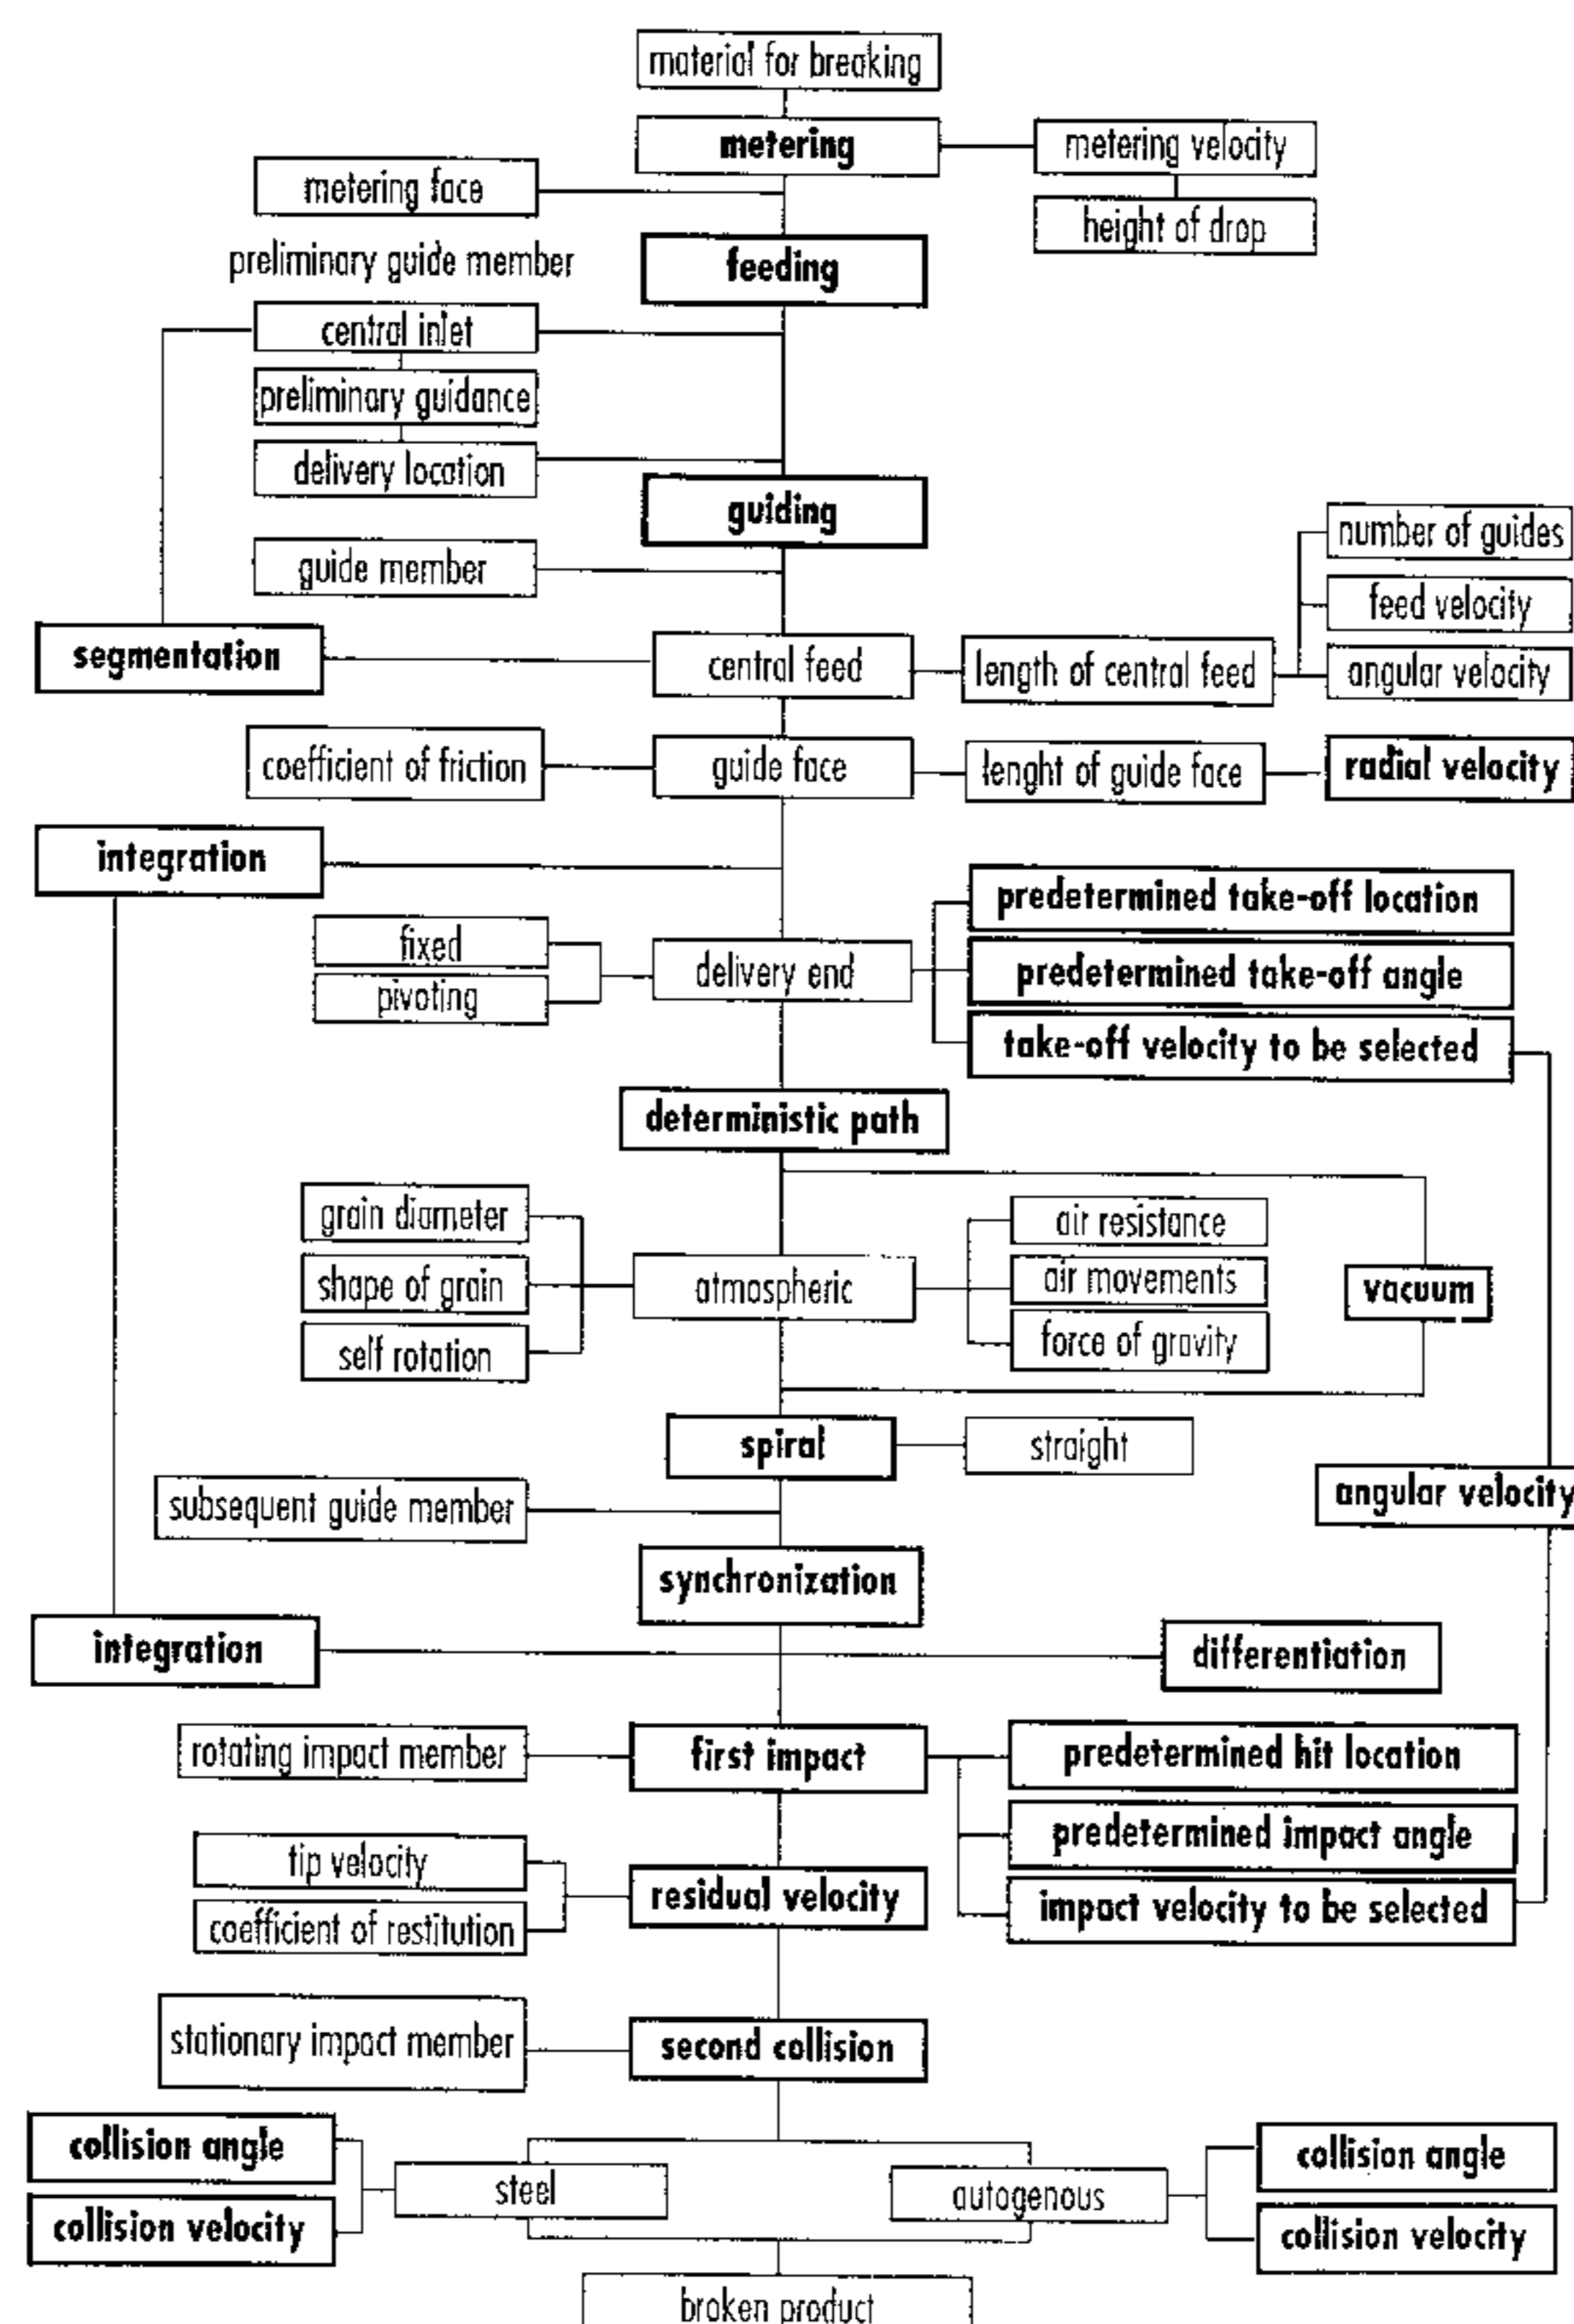 material for breaking
metering
metering velocity
metering face
height of drop
preliminary guide member
feeding
central inlet
preliminary guidance
delivery location
guiding
number of guides
guide member
feed velocity
segmentation
central feed
length of central feed
angular velocity
coefficient of friction
guide face
lenght of guide face
radial velocity
integration
predetermined take-off location
fixed
delivery end
predetermined take-off angle
pivoting
take-off velocity to be selected
deterministic path
grain diameter
air resistance
shape of grain
atmospheric
air movements
vacuum
self rotation
force of gravity
spiral
straight
subsequent guide member
angular velocity
synchronization
integration
differentiation
rotating impact member
first impact
predetermined hit location
predetermined impact angle
tip velocity
residual velocity
impact velocity to be selected
coefficient of restitution
stationary impact member
second collision
collision angle
steel
autogenous
collision angle
collision velocity
collision velocity
broken product